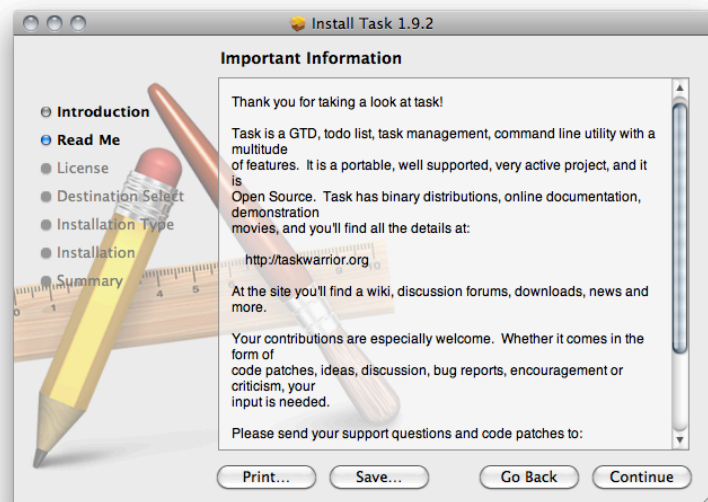 Install Task 1.9.2
Important Information
Introduction
Read Me
License
Destination Select
Installation Type
Installation
Summary
Thank you for taking a look at task!
Task is a GTD, todo list, task management, command line utility with a
multitude
of features.  It is a portable, well supported, very active project, and it
is
Open Source.  Task has binary distributions, online documentation,
demonstration
movies, and you'll find all the details at:
http://taskwarrior.org
At the site you'll find a wiki, discussion forums, downloads, news and
more.
Your contributions are especially welcome.  Whether it comes in the
form of
code patches, ideas, discussion, bug reports, encouragement or
criticism, your
input is needed.
Please send your support questions and code patches to:
Print...
Save...
Go Back
Continue